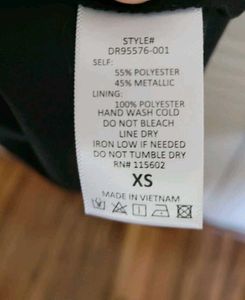 STYLE#
DR95576-001
SELF:
55% POLYESTER
45% METALLIC
LINING:
100% POLYESTER
HAND WASH COLD
DO NOT BLEACH
LINE DRY
IRON LOW IF NEEDED
DO NOT TUMBLE DRY
RN# 115602
XS
MADE IN VIETNAM